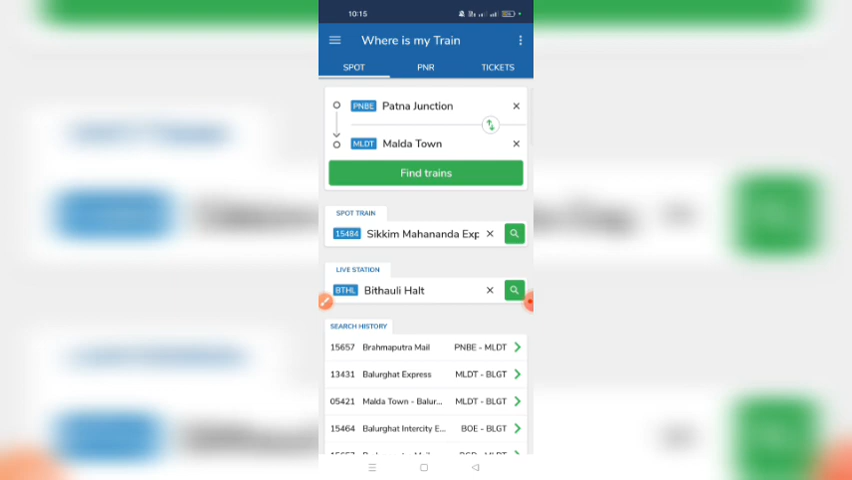 10:15
Where is my Train
SPOT PNR TICKETS
PNBE Patna Junction
MLDT Malda Town
Find trains
SPOT TRAIN
15484 Sikkim Mahananda Exp
LIVE STATION
BTHL Bithauli Halt
SEARCH HISTORY
15657 Brahmaputra Mail PNBE - MLDT
13431 Balurghat Express MLDT - BLGT
05421 Malda Town - Balur... MLDT - BLGT
15464 Balurghat Intercity E... BOE - BLGT